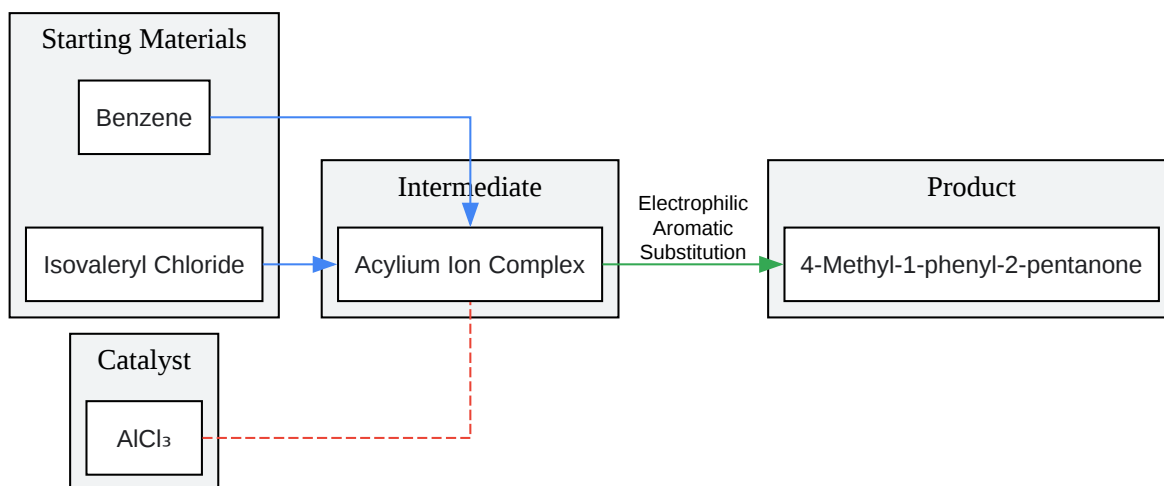 Starting Materials
Benzene
Isovaleryl Chloride
Catalyst
AlCl₃
Intermediate
Acylium Ion Complex
Electrophilic
Aromatic
Substitution
Product
4-Methyl-1-phenyl-2-pentanone